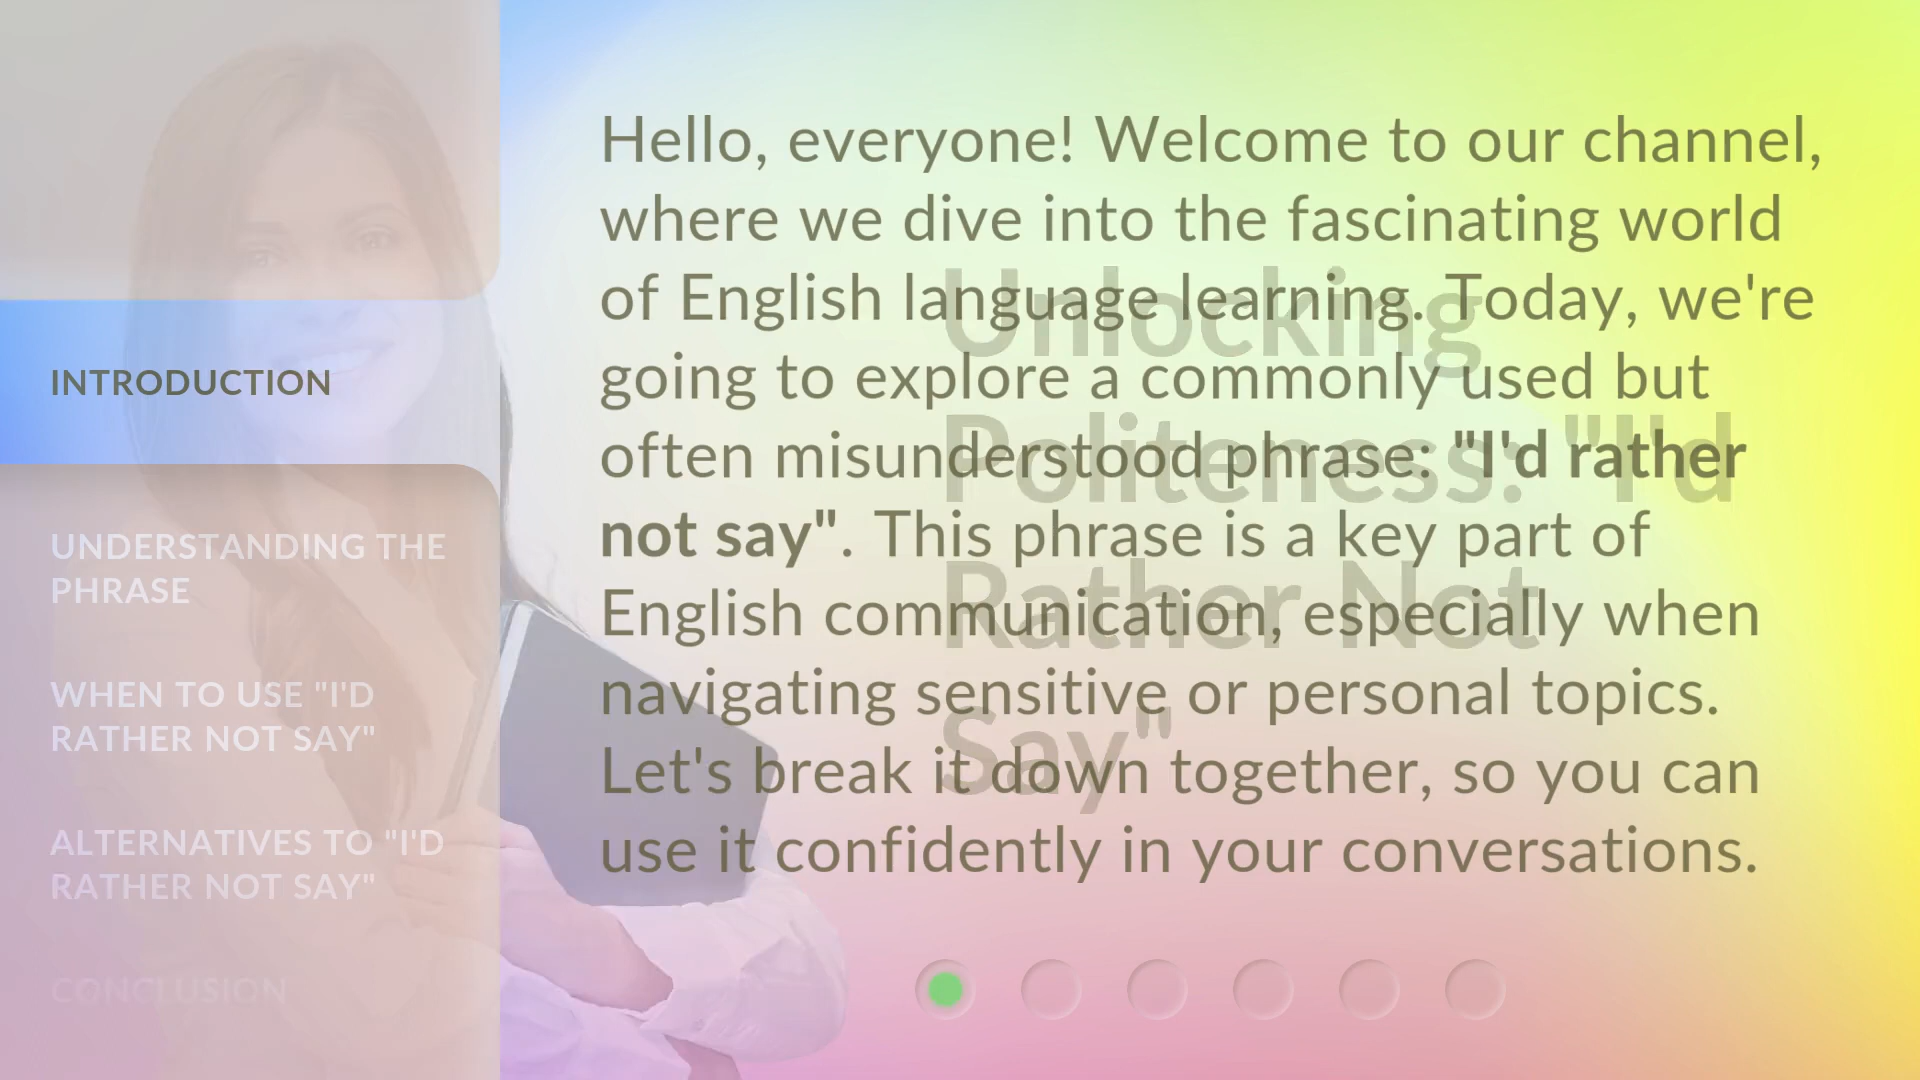 INTRODUCTION
UNDERSTANDING THE
PHRASE
WHEN TO USE "I'D
RATHER NOT SAY"
ALTERNATIVES TO "I'D
RATHER NOT SAY"
CONCLUSION
Hello, everyone! Welcome to our channel,
where we dive into the fascinating world
of English language learning. Today, we're
going to explore a commonly used but
often misunderstood phrase: "I'd rather
not say". This phrase is a key part of
English communication, especially when
navigating sensitive or personal topics.
Let's break it down together, so you can
use it confidently in your conversations.
Unlocking
Politeness: "I'd
Rather Not
Say"